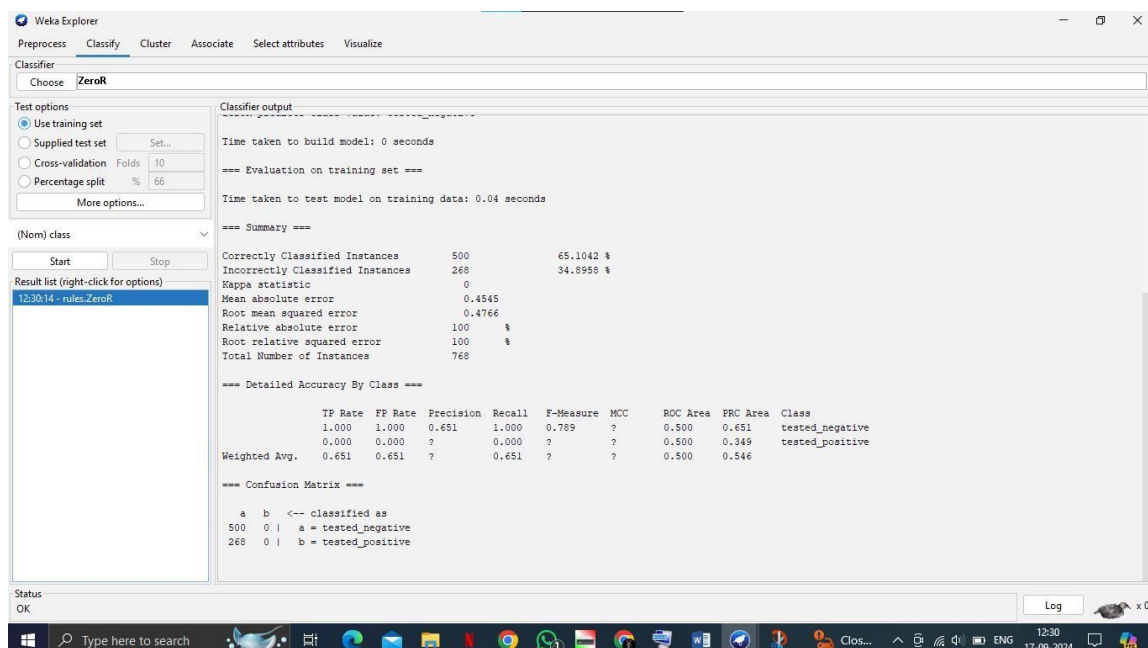 Weka Explorer
Preprocess Classify Cluster Associate Select attributes Visualize
Classifier
Choose ZeroR
Test options
Use training set
Supplied test set Set...
Cross-validation Folds 10
Percentage split % 66
More options...
(Nom) class
Start Stop
Result list (right-click for options)
12:30:14 - rules.ZeroR
Classifier output
Time taken to build model: 0 seconds
=== Evaluation on training set ===
Time taken to test model on training data: 0.04 seconds
=== Summary ===
Correctly Classified Instances 500 65.1042 %
Incorrectly Classified Instances 268 34.8958 %
Kappa statistic 0
Mean absolute error 0.4545
Root mean squared error 0.4766
Relative absolute error 100 %
Root relative squared error 100 %
Total Number of Instances 768
=== Detailed Accuracy By Class ===
TP Rate FP Rate Precision Recall F-Measure MCC ROC Area PRC Area Class
1.000 1.000 0.651 1.000 0.789 ? 0.500 0.651 tested_negative
0.000 0.000 ? 0.000 ? ? 0.500 0.349 tested_positive
Weighted Avg. 0.651 0.651 ? 0.651 ? ? 0.500 0.546
=== Confusion Matrix ===
a b <-- classified as
500 0 | a = tested_negative
268 0 | b = tested_positive
Status
OK
Log
x 0
Type here to search
Clos...
ENG
12:30
17-09-2024